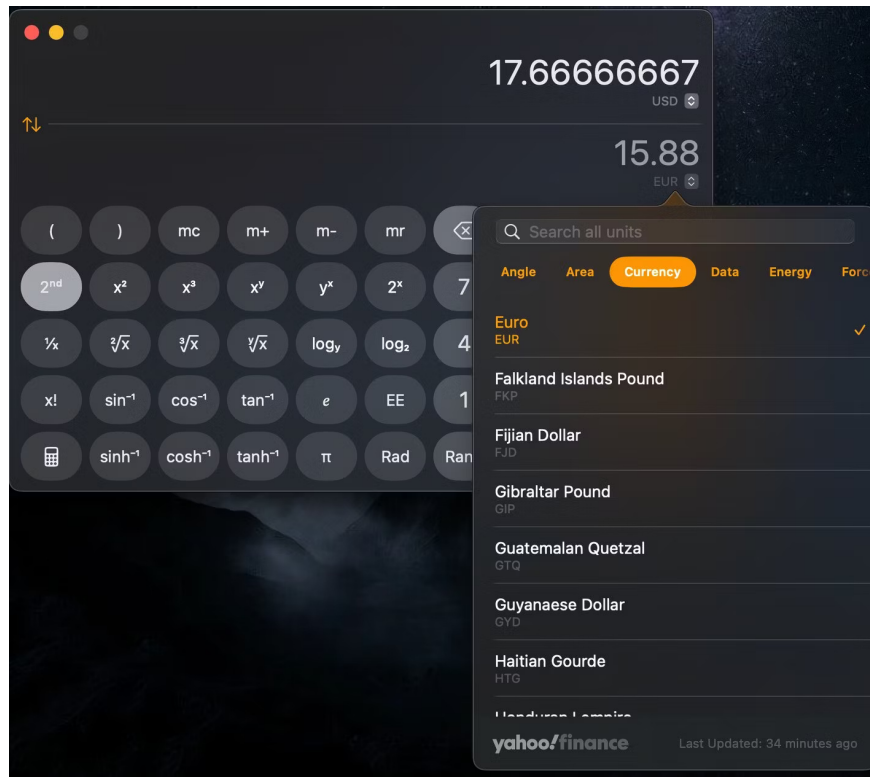 17.66666667
USD
15.88
EUR
( ) mc m+ m- mr
2ⁿᵈ x² x³ xʸ yˣ 2ˣ 7
¹⁄x ²√x ³√x ʸ√x logᵧ log₂ 4
x! sin⁻¹ cos⁻¹ tan⁻¹ e EE 1
sinh⁻¹ cosh⁻¹ tanh⁻¹ π Rad Ran
Search all units
Angle Area Currency Data Energy Forc
Euro
EUR
Falkland Islands Pound
FKP
Fijian Dollar
FJD
Gibraltar Pound
GIP
Guatemalan Quetzal
GTQ
Guyanaese Dollar
GYD
Haitian Gourde
HTG
Honduran Lempira
yahoo!finance Last Updated: 34 minutes ago